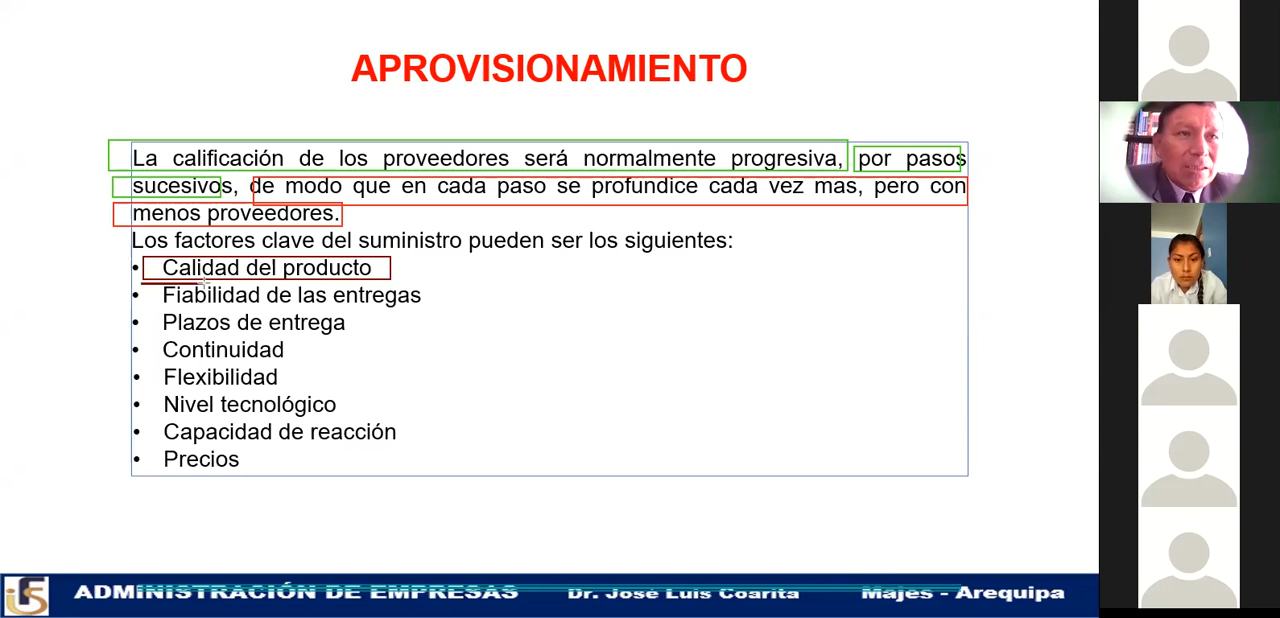 APROVISIONAMIENTO
La calificación de los proveedores será normalmente progresiva, por pasos
sucesivos, de modo que en cada paso se profundice cada vez mas, pero con
menos proveedores.
Los factores clave del suministro pueden ser los siguientes:
• Calidad del producto
• Fiabilidad de las entregas
• Plazos de entrega
• Continuidad
• Flexibilidad
• Nivel tecnológico
• Capacidad de reacción
• Precios
ADMINISTRACIÓN DE EMPRESAS Dr. José Luis Coarita Majes - Arequipa